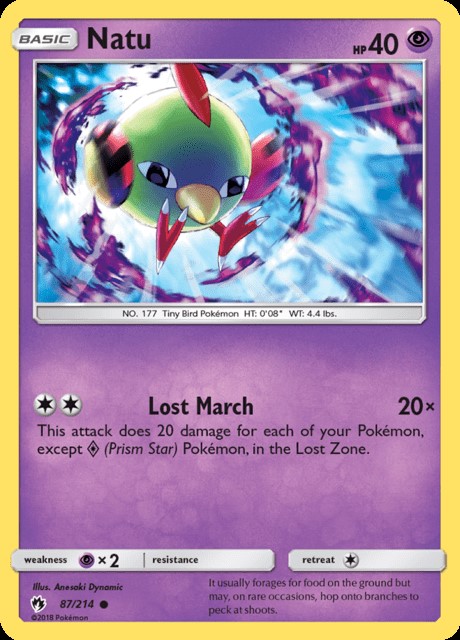 BASIC Natu HP40
NO. 177 Tiny Bird Pokémon HT: 0'08" WT: 4.4 lbs.
Lost March 20×
This attack does 20 damage for each of your Pokémon,
except (Prism Star) Pokémon, in the Lost Zone.
weakness ×2 resistance retreat
Illus. Anesaki Dynamic
87/214
©2018 Pokémon
It usually forages for food on the ground but
may, on rare occasions, hop onto branches to
peck at shoots.